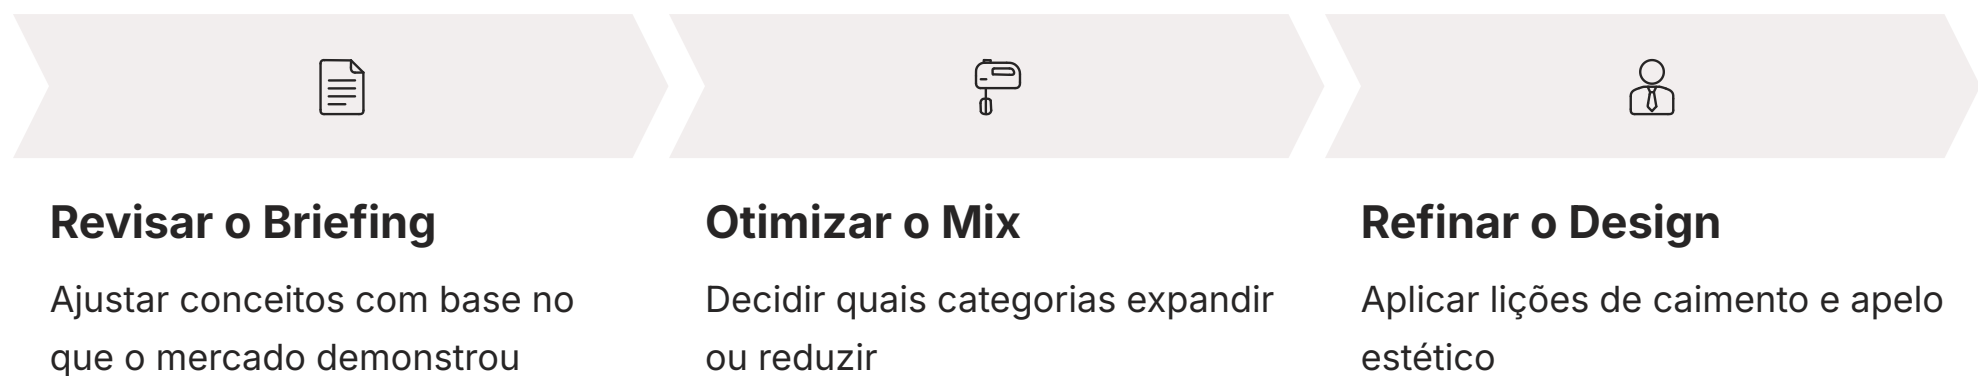 Revisar o Briefing
Ajustar conceitos com base no
que o mercado demonstrou
Otimizar o Mix
Decidir quais categorias expandir
ou reduzir
Refinar o Design
Aplicar lições de caimento e apelo
estético